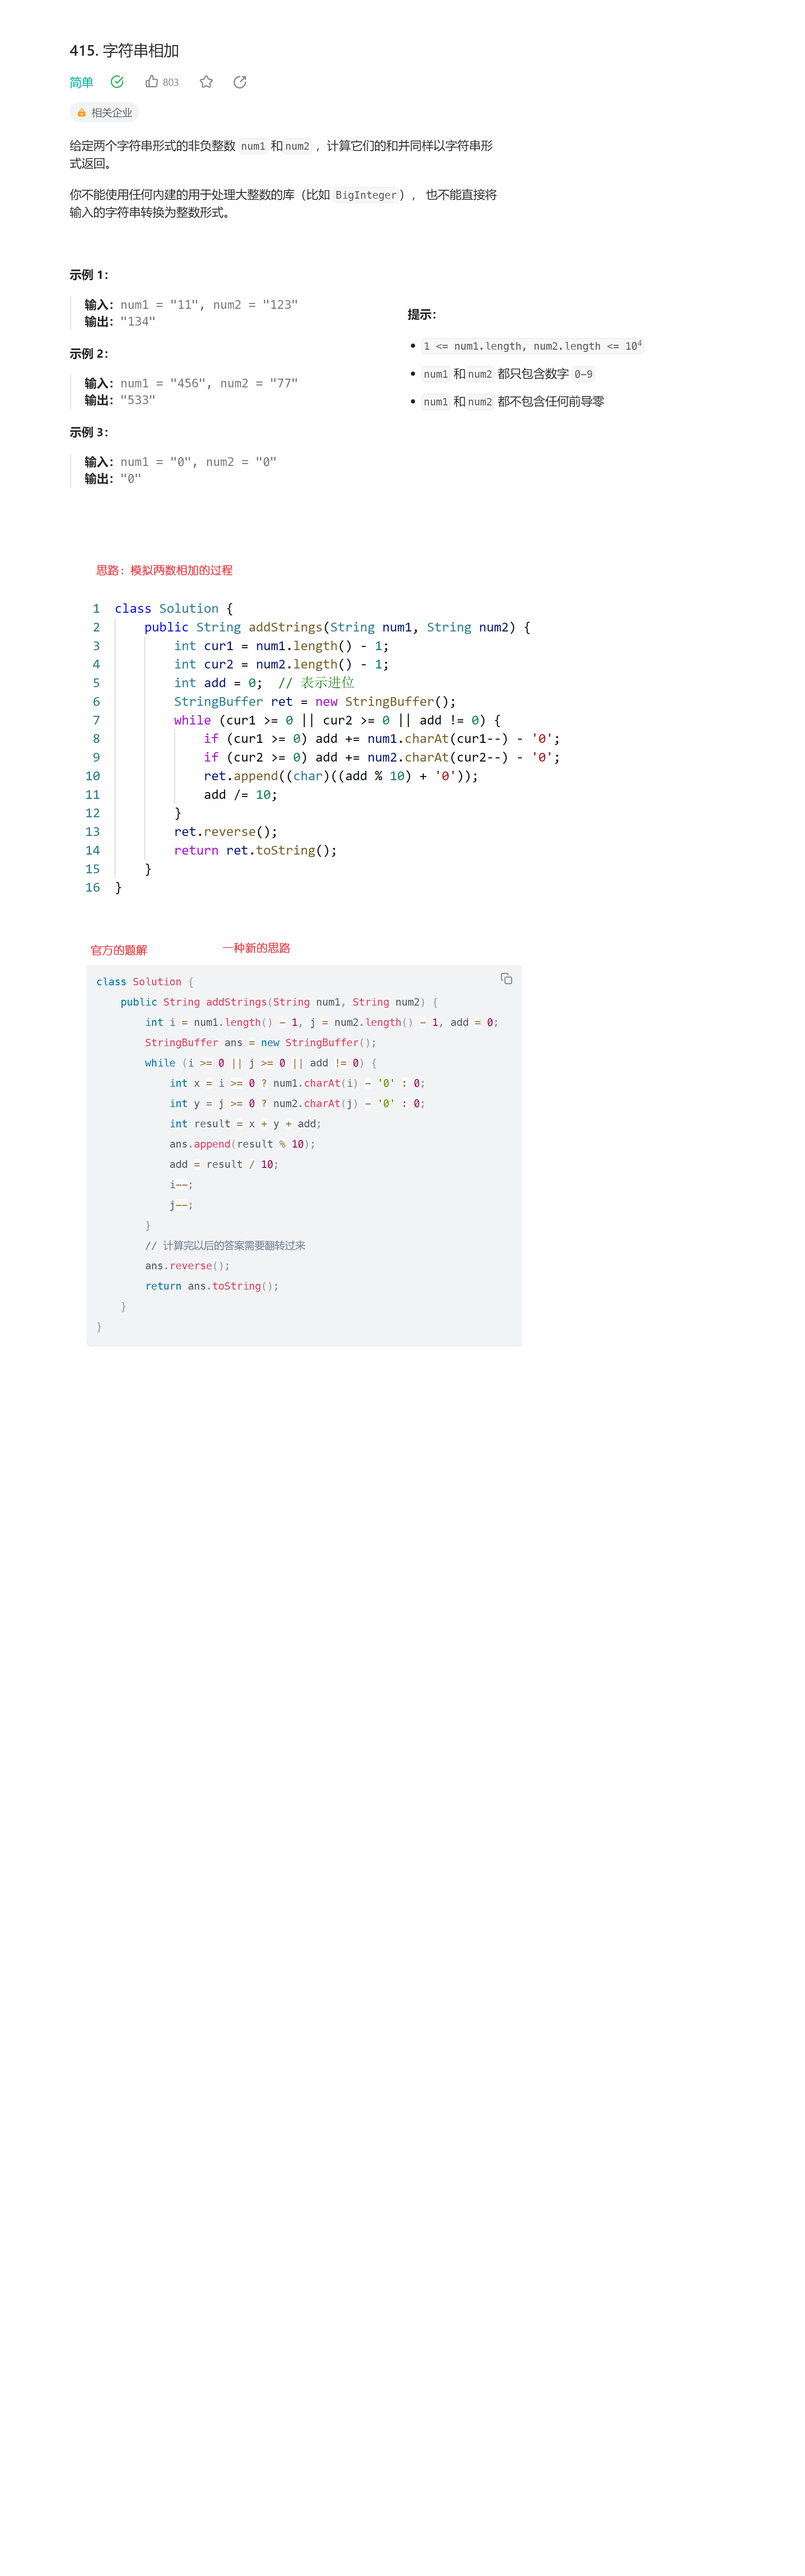 415. 字符串相加
简单 803
相关企业
给定两个字符串形式的非负整数 num1 和num2 ，计算它们的和并同样以字符串形
式返回。
你不能使用任何內建的用于处理大整数的库（比如 BigInteger）， 也不能直接将
输入的字符串转换为整数形式。
示例 1：
输入：num1 = "11", num2 = "123"
输出："134"
示例 2：
输入：num1 = "456", num2 = "77"
输出："533"
示例 3：
输入：num1 = "0", num2 = "0"
输出："0"
提示：
• 1 <= num1.length, num2.length <= 10⁴
• num1 和num2 都只包含数字 0-9
• num1 和num2 都不包含任何前导零
思路：模拟两数相加的过程
1 class Solution {
2     public String addStrings(String num1, String num2) {
3         int cur1 = num1.length() - 1;
4         int cur2 = num2.length() - 1;
5         int add = 0;  // 表示进位
6         StringBuffer ret = new StringBuffer();
7         while (cur1 >= 0 || cur2 >= 0 || add != 0) {
8             if (cur1 >= 0) add += num1.charAt(cur1--) - '0';
9             if (cur2 >= 0) add += num2.charAt(cur2--) - '0';
10             ret.append((char)((add % 10) + '0'));
11             add /= 10;
12         }
13         ret.reverse();
14         return ret.toString();
15     }
16 }
官方的题解 一种新的思路
class Solution {
    public String addStrings(String num1, String num2) {
        int i = num1.length() - 1, j = num2.length() - 1, add = 0;
        StringBuffer ans = new StringBuffer();
        while (i >= 0 || j >= 0 || add != 0) {
            int x = i >= 0 ? num1.charAt(i) - '0' : 0;
            int y = j >= 0 ? num2.charAt(j) - '0' : 0;
            int result = x + y + add;
            ans.append(result % 10);
            add = result / 10;
            i--;
            j--;
        }
        // 计算完以后的答案需要翻转过来
        ans.reverse();
        return ans.toString();
    }
}